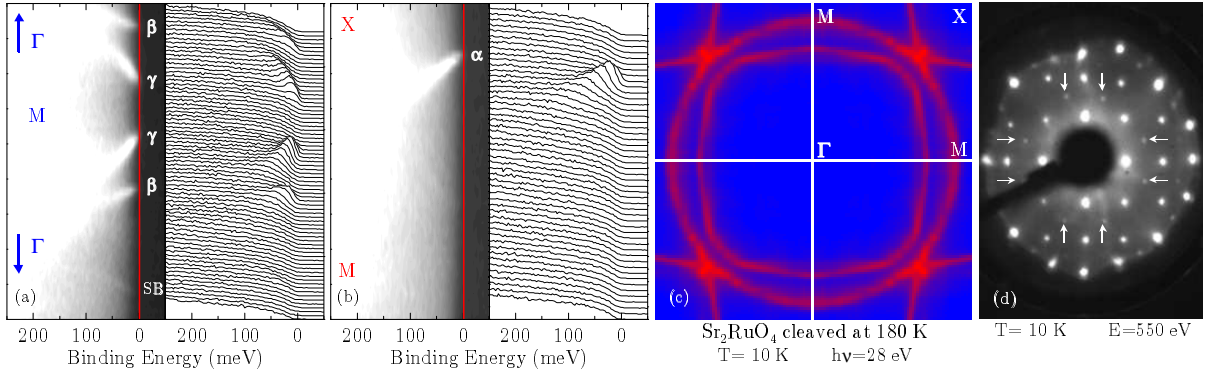 Γ
M
Γ
β
γ
γ
β
SB
(a)
200 100 0
200 100 0
Binding Energy (meV)
X
M
α
(b)
200 100 0
200 100 0
Binding Energy (meV)
M X
Γ M
(c)
Sr₂RuO₄ cleaved at 180 K
T= 10 K hν=28 eV
(d)
T= 10 K E=550 eV